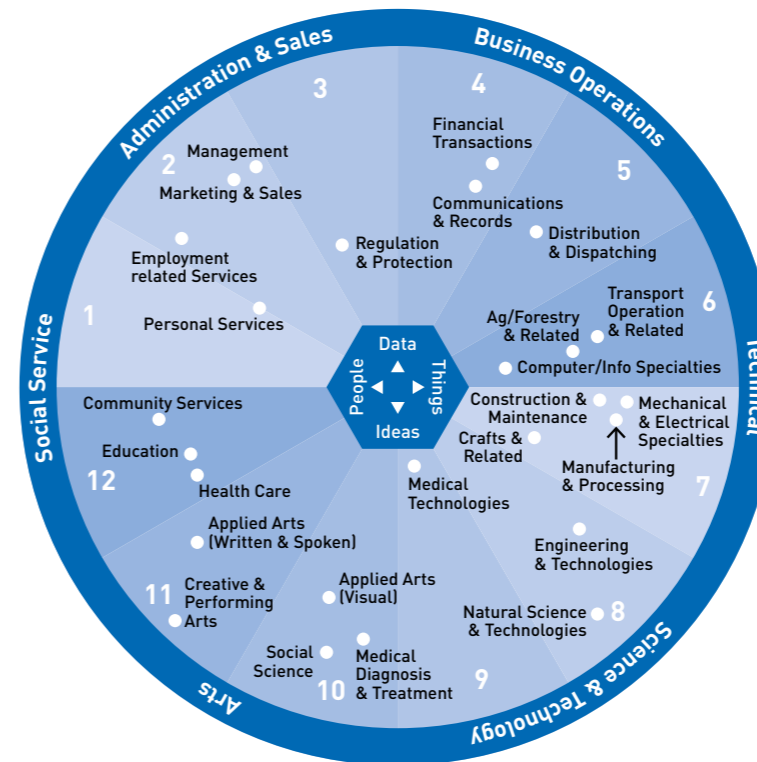 Administration & Sales
Business Operations
Technical
Science & Technology
Arts
Social Service
1
2
3
4
5
6
7
8
9
10
11
12
Management
Marketing & Sales
Employment
related Services
Personal Services
Regulation
& Protection
Financial
Transactions
Communications
& Records
Distribution
& Dispatching
Transport
Operation
& Related
Ag/Forestry
& Related
Computer/Info Specialties
Data
People
Things
Ideas
Construction &
Maintenance
Mechanical
& Electrical
Specialties
Crafts &
Related
Manufacturing
& Processing
Medical
Technologies
Engineering
& Technologies
Natural Science
& Technologies
Community Services
Education
Health Care
Applied Arts
(Written & Spoken)
Creative &
Performing
Arts
Applied Arts
(Visual)
Social
Science
Medical
Diagnosis
& Treatment